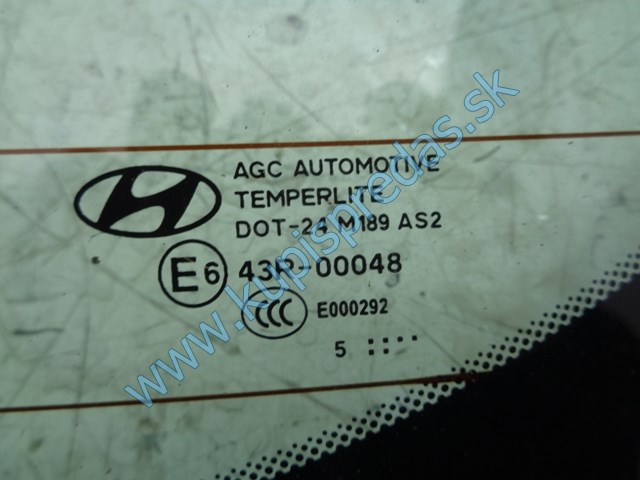 AGC AUTOMOTIVE
TEMPERLITE
DOT-24 M189 AS2
E6 43R-00048
CCC E000292
5 ::··
www.kupispredas.sk